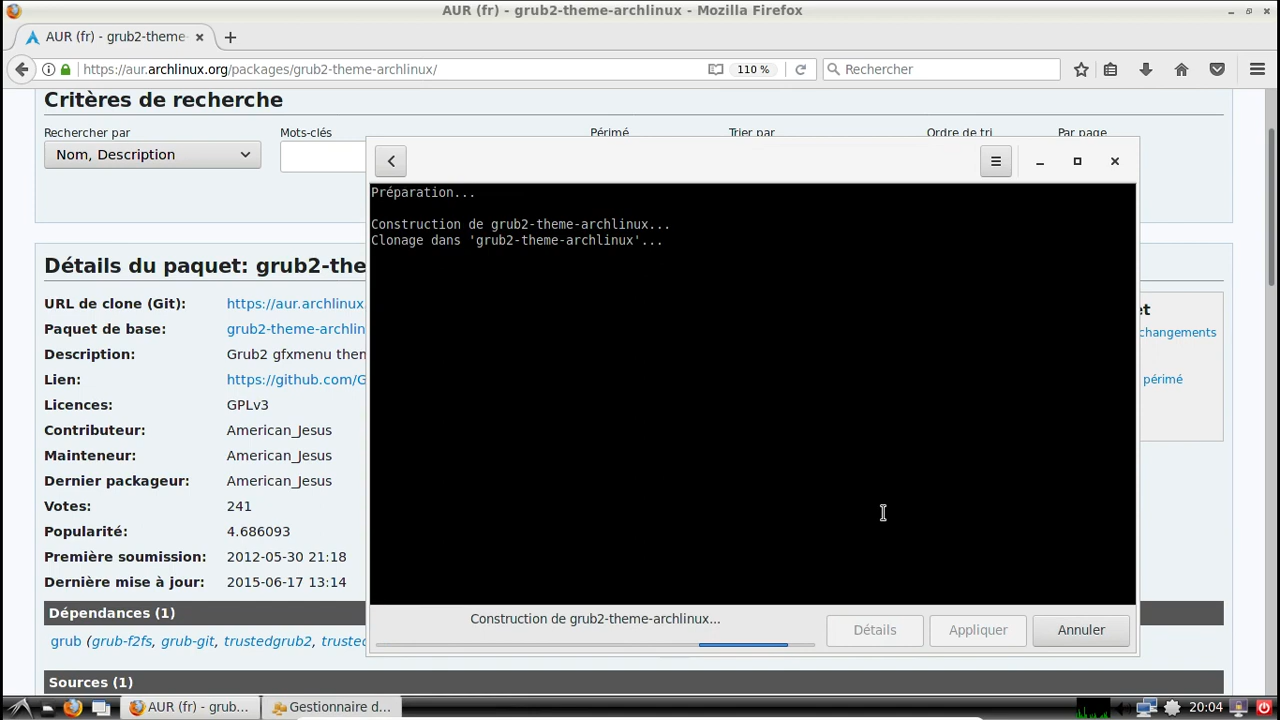 AUR (fr) - grub2-theme-archlinux - Mozilla Firefox
AUR (fr) - grub2-theme-
https://aur.archlinux.org/packages/grub2-theme-archlinux/
110 %
Rechercher
Critères de recherche
Rechercher par
Mots-clés
Périmé
Trier par
Ordre de tri
Par page
Nom, Description
Préparation...
Construction de grub2-theme-archlinux...
Clonage dans 'grub2-theme-archlinux'...
Détails du paquet: grub2-the
et
URL de clone (Git): https://aur.archlinux.
changements
Paquet de base: grub2-theme-archlin
Description: Grub2 gfxmenu them
Lien: https://github.com/G
périmé
Licences: GPLv3
Contributeur: American_Jesus
Mainteneur: American_Jesus
Dernier packageur: American_Jesus
Votes: 241
Popularité: 4.686093
Première soumission: 2012-05-30 21:18
Dernière mise à jour: 2015-06-17 13:14
Dépendances (1)
Construction de grub2-theme-archlinux...
Détails
Appliquer
Annuler
grub (grub-f2fs, grub-git, trustedgrub2, truste
Sources (1)
AUR (fr) - grub...
Gestionnaire d...
20:04